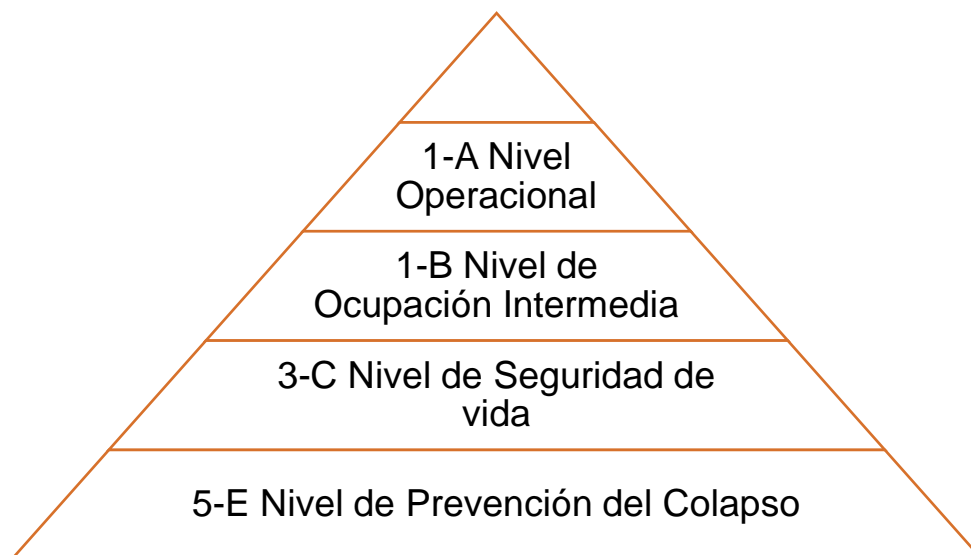 1-A Nivel
Operacional
1-B Nivel de
Ocupación Intermedia
3-C Nivel de Seguridad de
vida
5-E Nivel de Prevención del Colapso